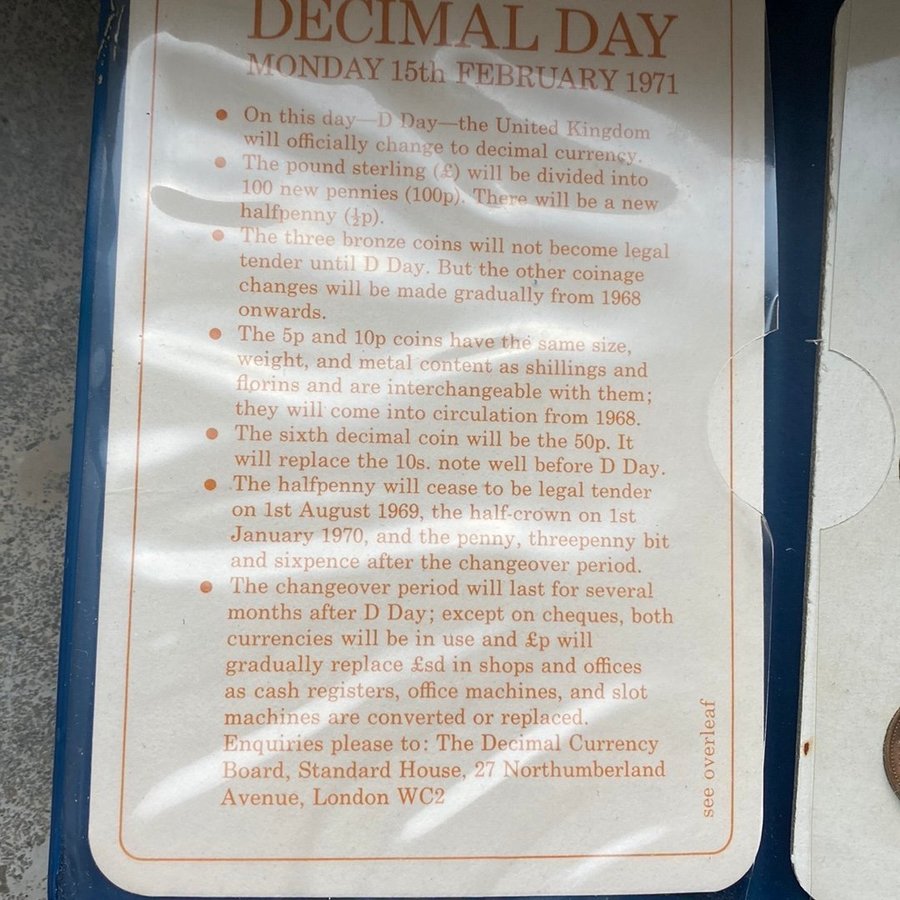 DECIMAL DAY
MONDAY 15th FEBRUARY 1971
• On this day—D Day—the United Kingdom
will officially change to decimal currency.
• The pound sterling (£) will be divided into
100 new pennies (100p). There will be a new
halfpenny (½p).
• The three bronze coins will not become legal
tender until D Day. But the other coinage
changes will be made gradually from 1968
onwards.
• The 5p and 10p coins have the same size,
weight, and metal content as shillings and
florins and are interchangeable with them;
they will come into circulation from 1968.
• The sixth decimal coin will be the 50p. It
will replace the 10s. note well before D Day.
• The halfpenny will cease to be legal tender
on 1st August 1969, the half-crown on 1st
January 1970, and the penny, threepenny bit
and sixpence after the changeover period.
• The changeover period will last for several
months after D Day; except on cheques, both
currencies will be in use and £p will
gradually replace £sd in shops and offices
as cash registers, office machines, and slot
machines are converted or replaced.
Enquiries please to: The Decimal Currency
Board, Standard House, 27 Northumberland
Avenue, London WC2
see overleaf